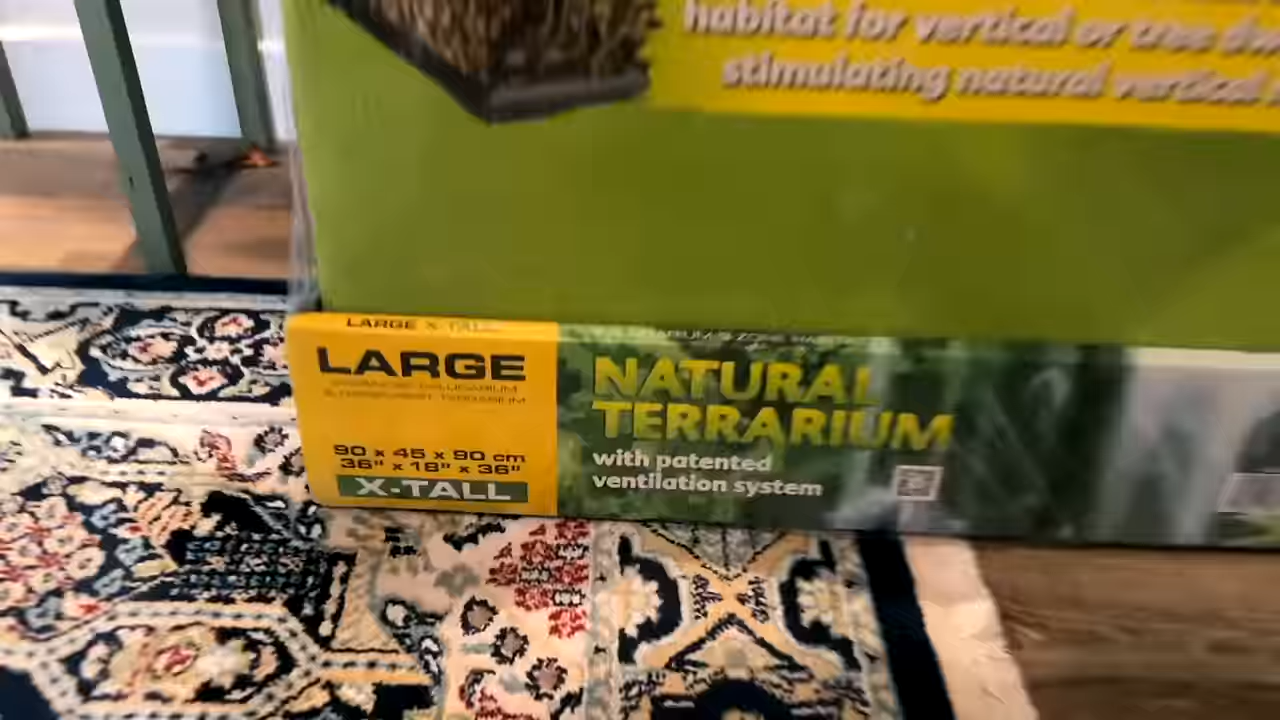 habitat for vertical or tree
stimulating natural vertical
LARGE X-TALL
LARGE
90 x 45 x 90 cm
36" x 18" x 36"
X-TALL
NATURAL
TERRARIUM
with patented
ventilation system